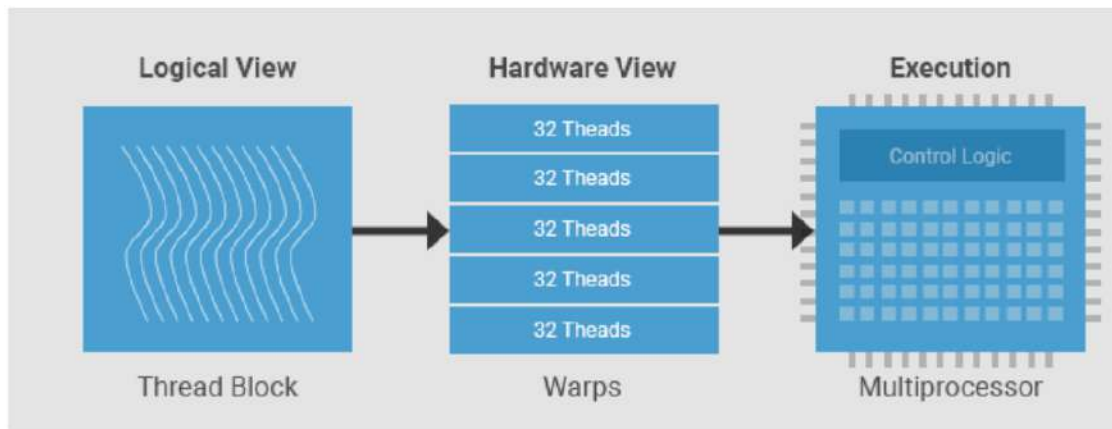 Logical View
Hardware View
Execution
32 Theads
32 Theads
32 Theads
32 Theads
32 Theads
Control Logic
Thread Block
Warps
Multiprocessor